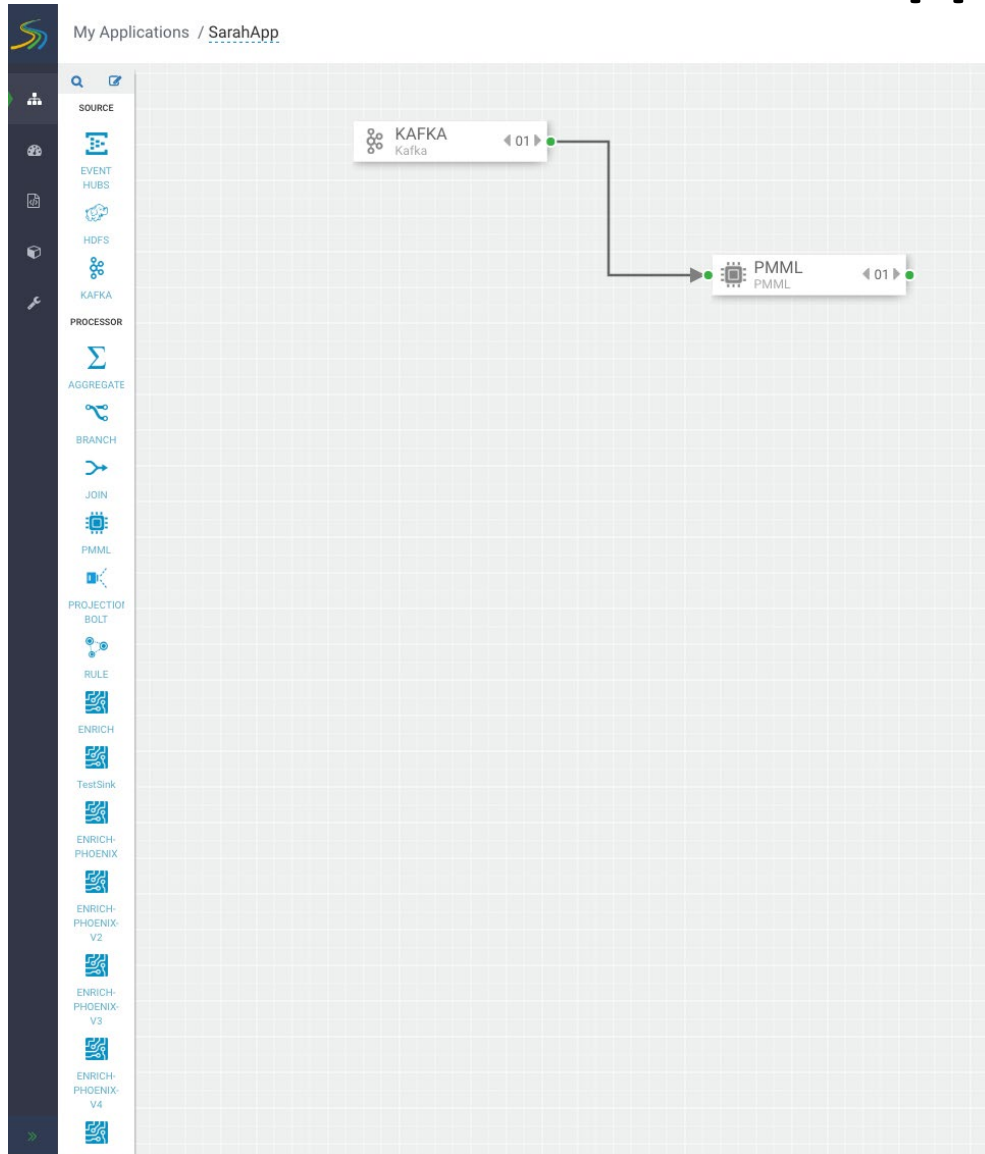 My Applications / SarahApp
SOURCE
EVENT
HUBS
HDFS
KAFKA
PROCESSOR
AGGREGATE
BRANCH
JOIN
PMML
PROJECTION
BOLT
RULE
ENRICH
TestSink
ENRICH-
PHOENIX
ENRICH-
PHOENIX-
V2
ENRICH-
PHOENIX-
V3
ENRICH-
PHOENIX-
V4
KAFKA
Kafka
01
PMML
PMML
01